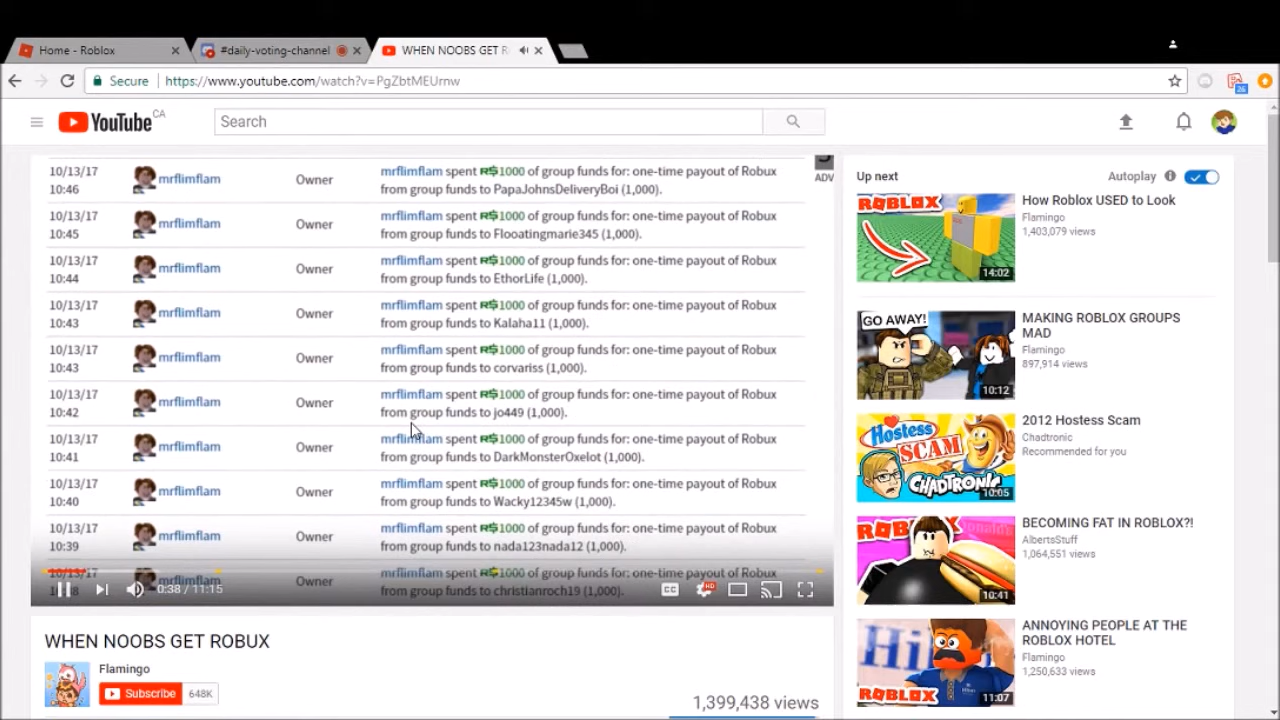 Home - Roblox
#daily-voting-channel
WHEN NOOBS GET R
Secure
https://www.youtube.com/watch?v=PgZbtMEUrnw
26
YouTube CA
Search
10/13/17 10:46 mrflimflam Owner mrflimflam spent R$1000 of group funds for: one-time payout of Robux
from group funds to PapaJohnsDeliveryBoi (1,000).
ADV
10/13/17 10:45 mrflimflam Owner mrflimflam spent R$1000 of group funds for: one-time payout of Robux
from group funds to Flooatingmarie345 (1,000).
10/13/17 10:44 mrflimflam Owner mrflimflam spent R$1000 of group funds for: one-time payout of Robux
from group funds to EthorLife (1,000).
10/13/17 10:43 mrflimflam Owner mrflimflam spent R$1000 of group funds for: one-time payout of Robux
from group funds to Kalaha11 (1,000).
10/13/17 10:43 mrflimflam Owner mrflimflam spent R$1000 of group funds for: one-time payout of Robux
from group funds to corvariss (1,000).
10/13/17 10:42 mrflimflam Owner mrflimflam spent R$1000 of group funds for: one-time payout of Robux
from group funds to jo449 (1,000).
10/13/17 10:41 mrflimflam Owner mrflimflam spent R$1000 of group funds for: one-time payout of Robux
from group funds to DarkMonsterOxelot (1,000).
10/13/17 10:40 mrflimflam Owner mrflimflam spent R$1000 of group funds for: one-time payout of Robux
from group funds to Wacky12345w (1,000).
10/13/17 10:39 mrflimflam Owner mrflimflam spent R$1000 of group funds for: one-time payout of Robux
from group funds to nada123nada12 (1,000).
10/13/17 mrflimflam Owner mrflimflam spent R$1000 of group funds for: one-time payout of Robux
from group funds to christianroch19 (1,000).
0:38 / 11:15
CC
HD
WHEN NOOBS GET ROBUX
Flamingo
Subscribe 648K
1,399,438 views
Up next
Autoplay
ROBLOX
14:02
How Roblox USED to Look
Flamingo
1,403,079 views
GO AWAY!
10:12
MAKING ROBLOX GROUPS
MAD
Flamingo
897,914 views
Hostess
SCAM
CHADTRONIC
10:05
2012 Hostess Scam
Chadtronic
Recommended for you
10:41
BECOMING FAT IN ROBLOX?!
AlbertsStuff
1,064,551 views
ROBLOX
11:07
ANNOYING PEOPLE AT THE
ROBLOX HOTEL
Flamingo
1,250,633 views